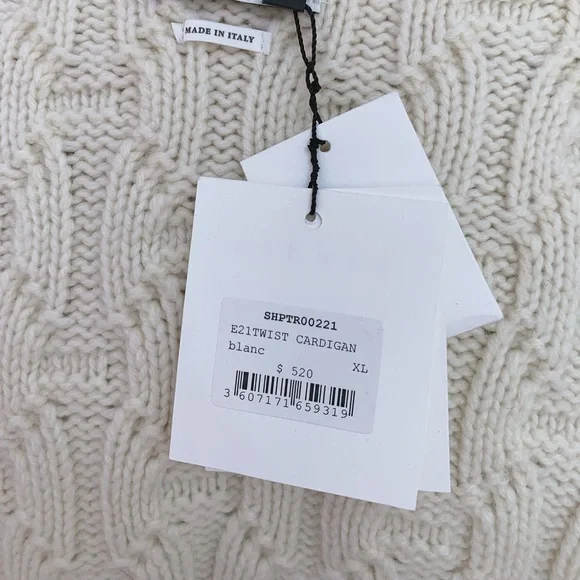 MADE IN ITALY
SHPTR00221
E21TWIST CARDIGAN
blanc XL
$ 520
3 607171 659319